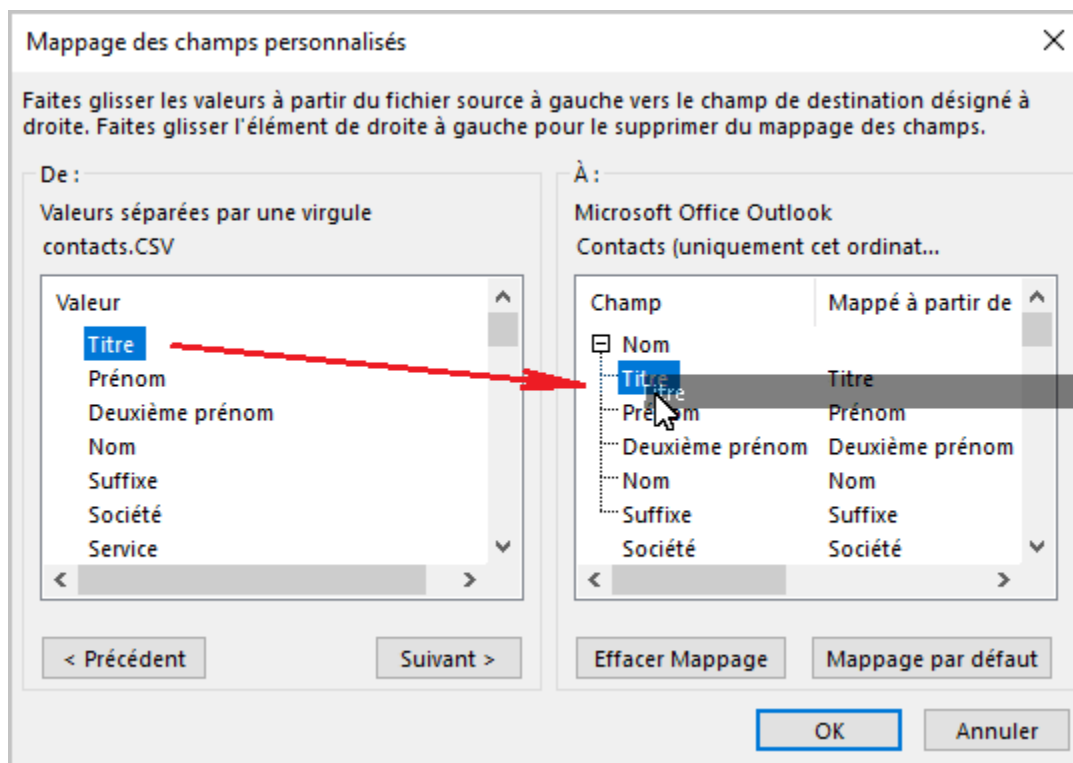 Mappage des champs personnalisés
Faites glisser les valeurs à partir du fichier source à gauche vers le champ de destination désigné à
droite. Faites glisser l'élément de droite à gauche pour le supprimer du mappage des champs.
De :
Valeurs séparées par une virgule
contacts.CSV
Valeur
Titre
Prénom
Deuxième prénom
Nom
Suffixe
Société
Service
< Précédent
Suivant >
À :
Microsoft Office Outlook
Contacts (uniquement cet ordinat...
Champ Mappé à partir de
Nom
Titre Titre
Titre
Prénom Prénom
Deuxième prénom Deuxième prénom
Nom Nom
Suffixe Suffixe
Société Société
Effacer Mappage
Mappage par défaut
OK
Annuler